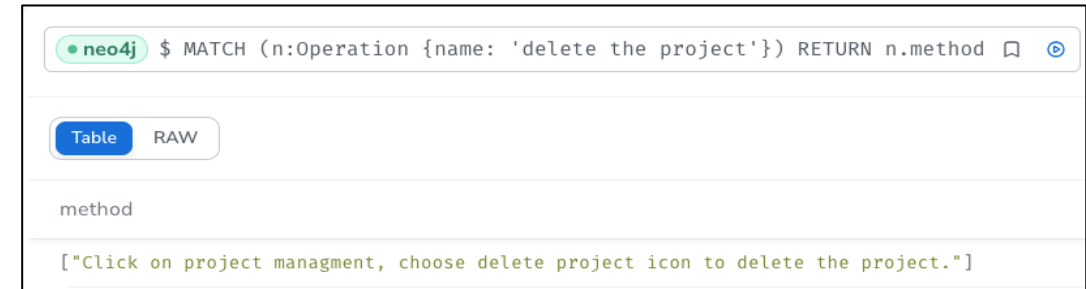 neo4j $ MATCH (n:Operation {name: 'delete the project'}) RETURN n.method
Table RAW
method
["Click on project managment, choose delete project icon to delete the project."]